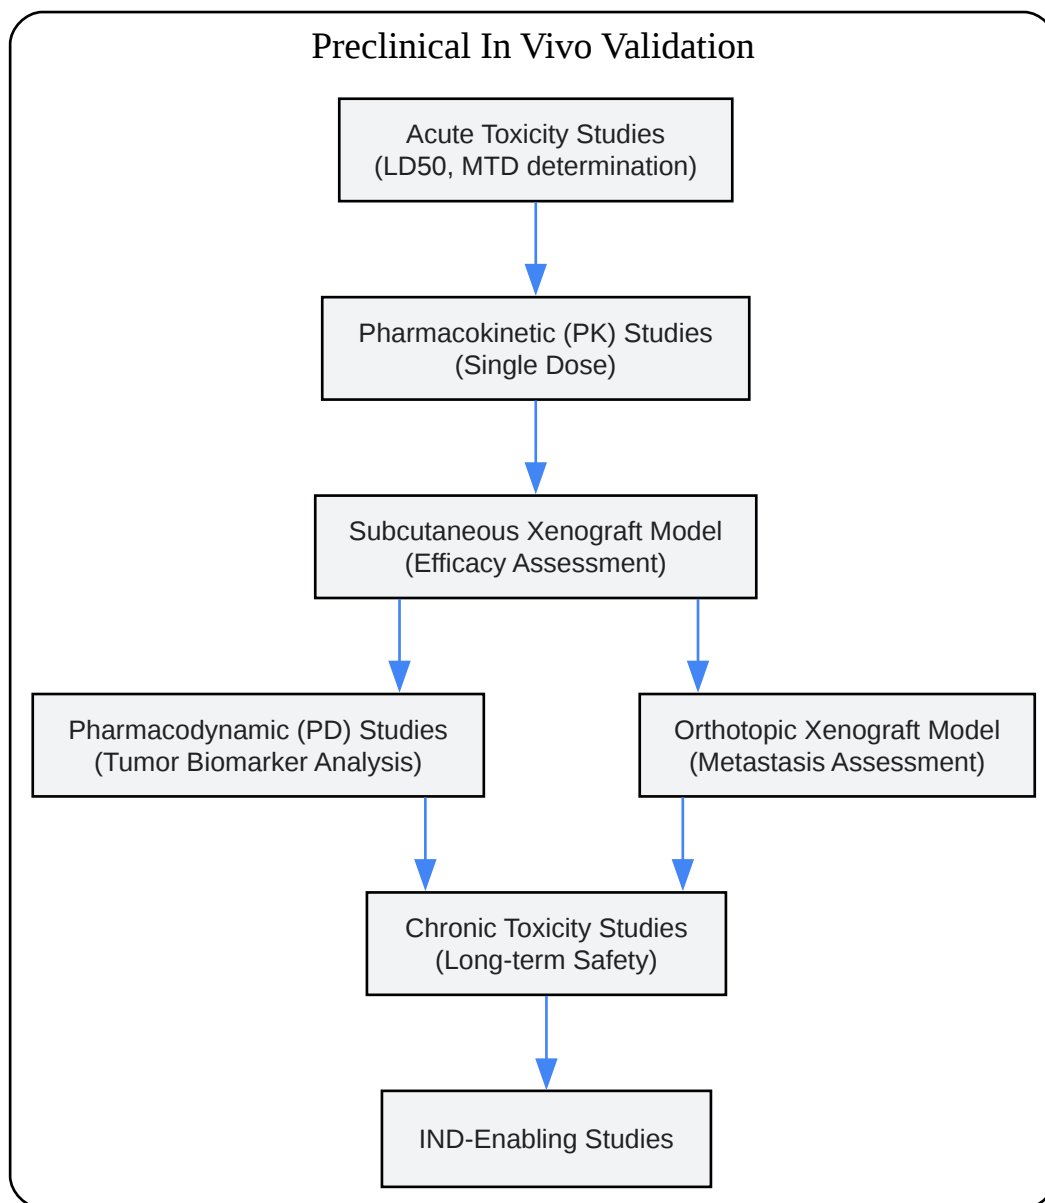 Preclinical In Vivo Validation
Acute Toxicity Studies
(LD50, MTD determination)
Pharmacokinetic (PK) Studies
(Single Dose)
Subcutaneous Xenograft Model
(Efficacy Assessment)
Pharmacodynamic (PD) Studies
(Tumor Biomarker Analysis)
Orthotopic Xenograft Model
(Metastasis Assessment)
Chronic Toxicity Studies
(Long-term Safety)
IND-Enabling Studies